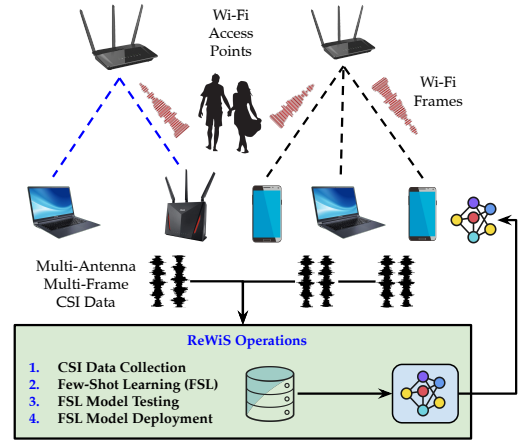 Wi-Fi
Access
Points
Wi-Fi
Frames
Multi-Antenna
Multi-Frame
CSI Data
ReWiS Operations
1. CSI Data Collection
2. Few-Shot Learning (FSL)
3. FSL Model Testing
4. FSL Model Deployment